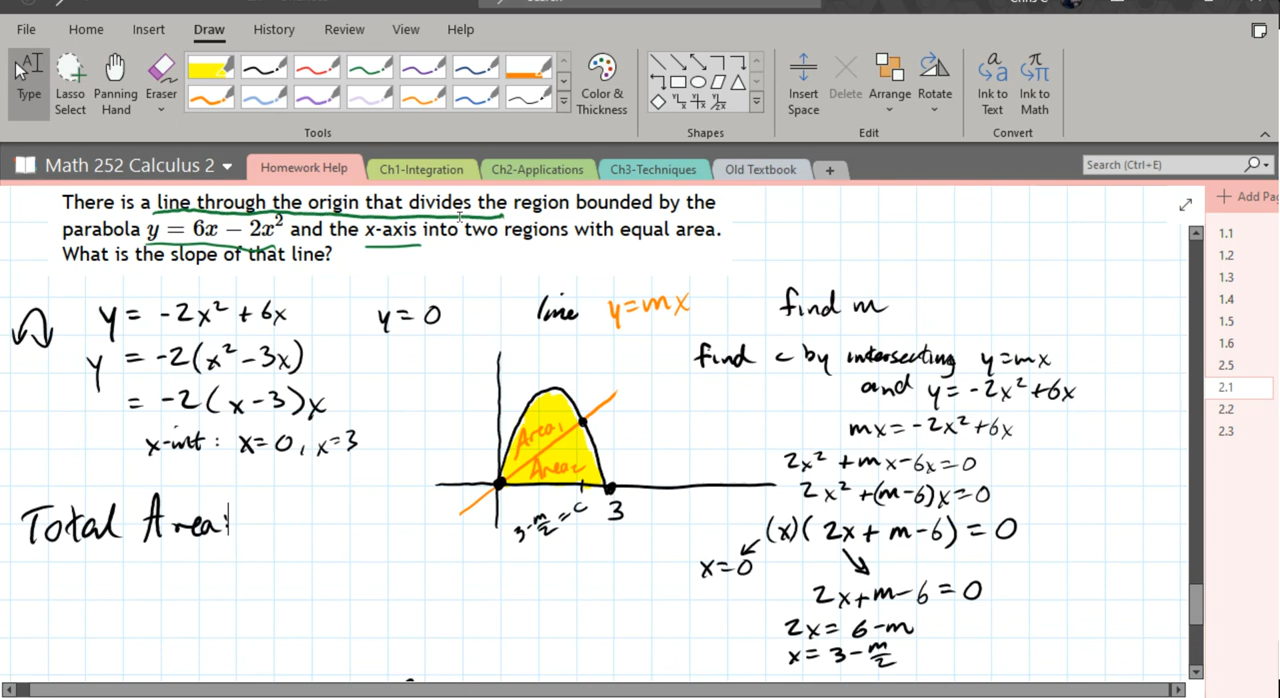 File Home Insert Draw History View Help
Type
Lasso Select
Panning Hand
Eraser
Color & Thickness
Insert Space
Delete
Arrange
Rotate
Ink to Text
Ink to Math
Tools
Shapes
Edit
Convert
Math 252 Calculus 2
Homework Help
Ch1-Integration
Ch2-Applications
Ch3-Techniques
Old Textbook
Search (Ctrl+E)
There is a line through the origin that divides the region bounded by the
parabola y = 6x − 2x² and the x-axis into two regions with equal area.
What is the slope of that line?
Add Pag
1.1
1.2
1.3
1.4
1.5
1.6
2.5
2.1
2.2
2.3
y = -2x² + 6x
y = -2(x² - 3x)
= -2(x-3)x
x-int: x=0, x=3
Total Area:
y = 0
line y=mx
Area1
Area2
3-m/2 = c
3
find m
find c by intersecting y=mx
and y=-2x²+6x
mx=-2x²+6x
2x²+mx-6x=0
2x²+(m-6)x=0
(x)(2x+m-6)=0
x=0
2x+m-6=0
2x=6-m
x=3-m/2